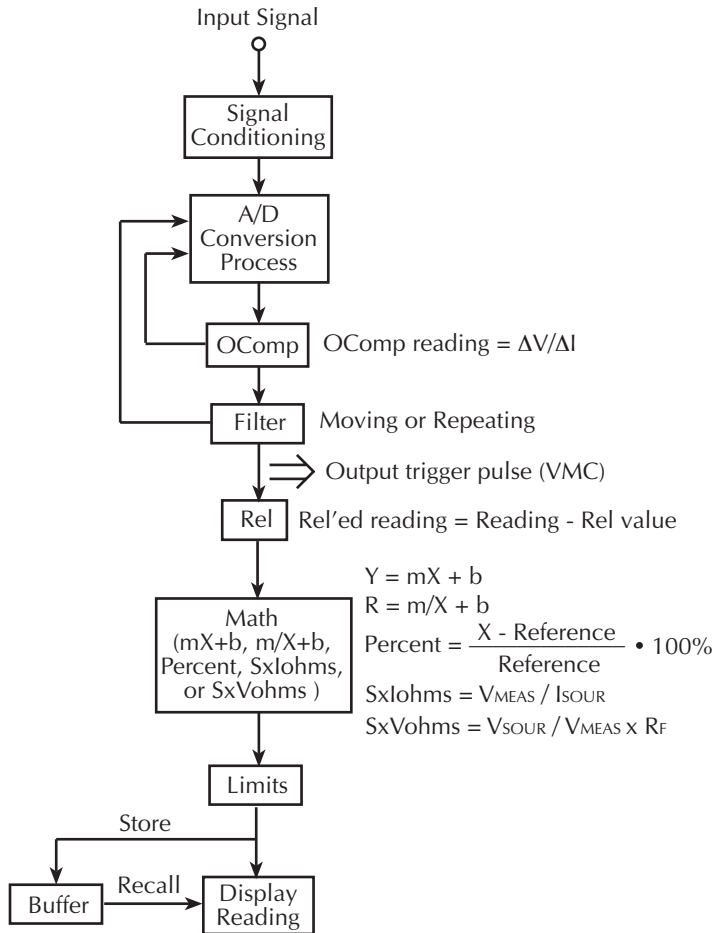 Input Signal
Signal
Conditioning
A/D
Conversion
Process
OComp
OComp reading = ΔV/ΔI
Filter
Moving or Repeating
Output trigger pulse (VMC)
Rel
Rel'ed reading = Reading - Rel value
Math
(mX+b, m/X+b,
Percent, SxIohms,
or SxVohms )
Y = mX + b
R = m/X + b
Percent = X - Reference / Reference • 100%
SxIohms = VMEAS / ISOUR
SxVohms = VSOUR / VMEAS x RF
Limits
Store
Buffer
Recall
Display
Reading